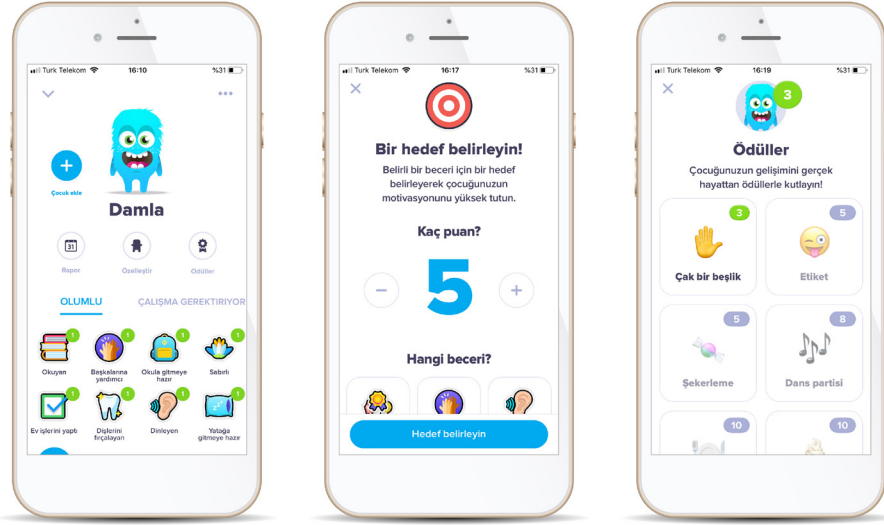 Turk Telekom 16:10 %31
Çocuk ekle
Damla
31
Rapor Özelleştir Ödüller
OLUMLU ÇALIŞMA GEREKTIRIYOR
1 1 1 1
Okuyan Başkalarına yardımcı Okula gitmeye hazır Sabırlı
1 1 1 1
Ev işlerini yaptı Dişlerini fırçalayan Dinleyen Yatağa gitmeye hazır
Turk Telekom 16:17 %31
Bir hedef belirleyin!
Belirli bir beceri için bir hedef
belirleyerek çocuğunuzun
motivasyonunu yüksek tutun.
Kaç puan?
5
Hangi beceri?
Hedef belirleyin
Turk Telekom 16:19 %31
3
Ödüller
Çocuğunuzun gelişimini gerçek
hayattan ödüllerle kutlayın!
3 5
Çak bir beşlik Etiket
5 8
Şekerleme Dans partisi
10 10